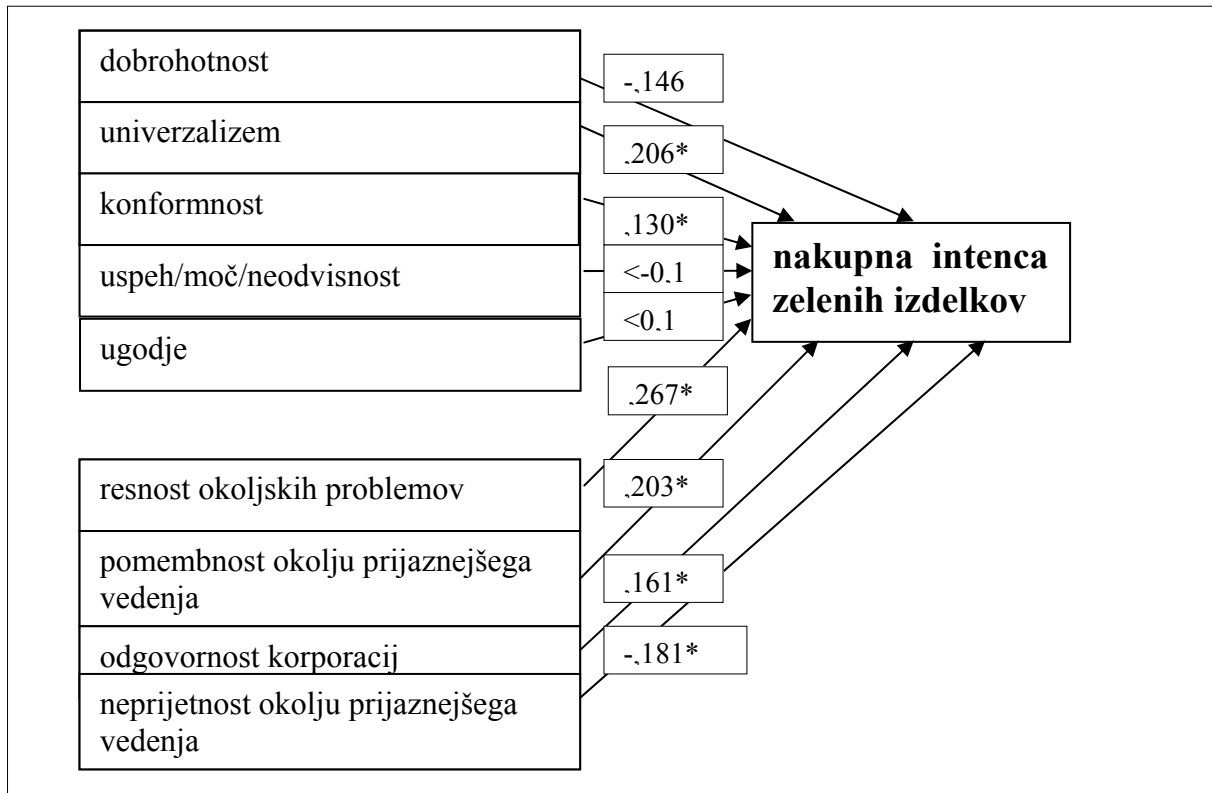 dobrohotnost
-,146
univerzalizem
,206*
konformnost
,130*
uspeh/moč/neodvisnost
<-0,1
ugodje
<0,1
nakupna intenca
zelenih izdelkov
,267*
resnost okoljskih problemov
,203*
pomembnost okolju prijaznejšega
vedenja
,161*
odgovornost korporacij
-,181*
neprijetnost okolju prijaznejšega
vedenja